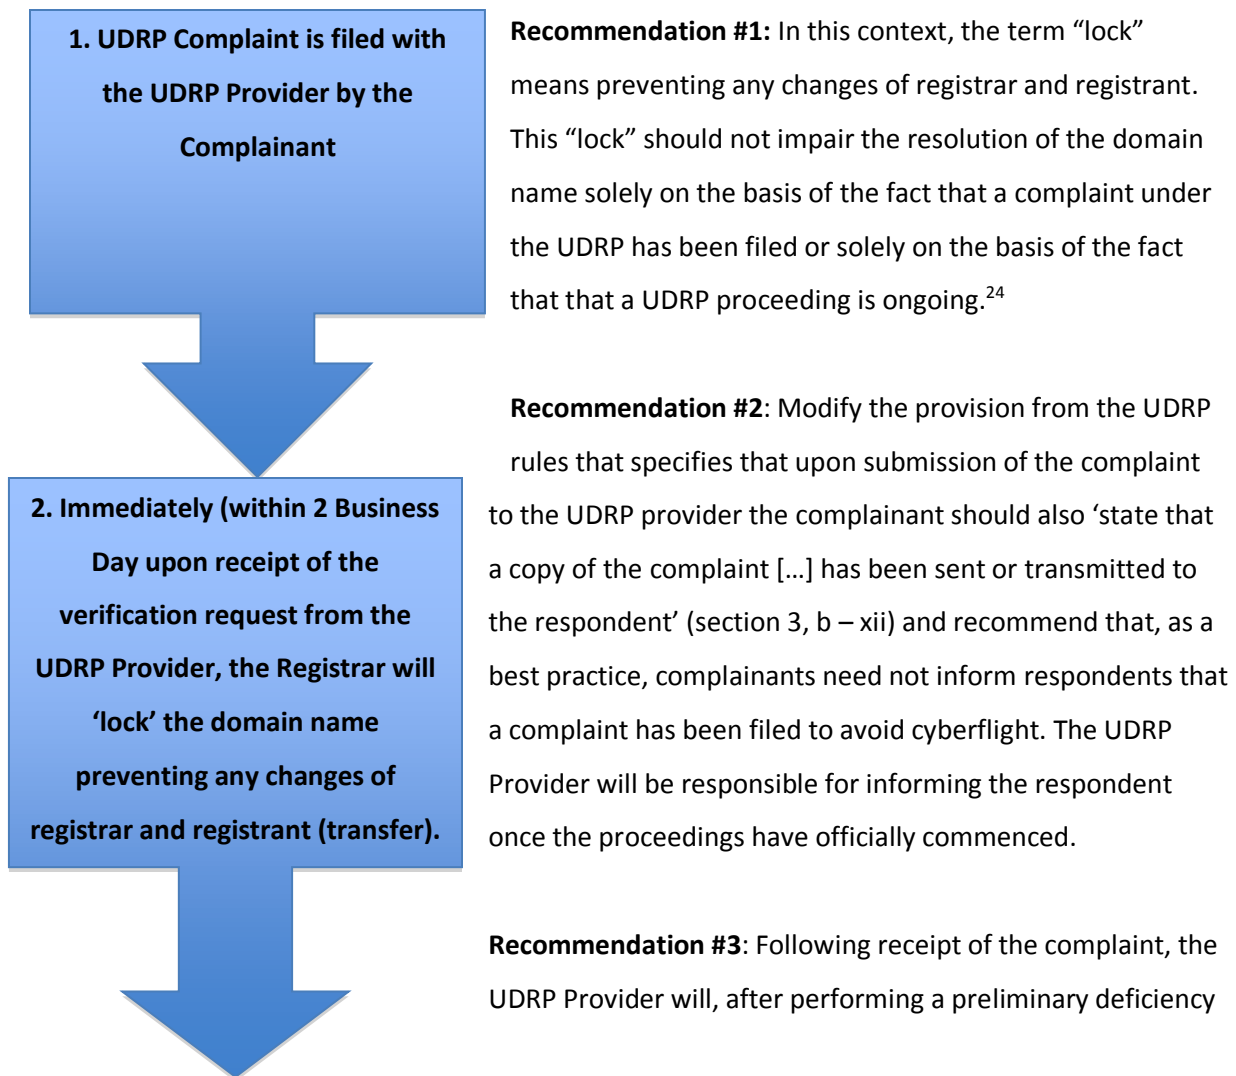 1. UDRP Complaint is filed with
the UDRP Provider by the
Complainant
Recommendation #1: In this context, the term “lock”
means preventing any changes of registrar and registrant.
This “lock” should not impair the resolution of the domain
name solely on the basis of the fact that a complaint under
the UDRP has been filed or solely on the basis of the fact
that that a UDRP proceeding is ongoing.24
2. Immediately (within 2 Business
Day upon receipt of the
verification request from the
UDRP Provider, the Registrar will
‘lock’ the domain name
preventing any changes of
registrar and registrant (transfer).
Recommendation #2: Modify the provision from the UDRP
rules that specifies that upon submission of the complaint
to the UDRP provider the complainant should also ‘state that
a copy of the complaint […] has been sent or transmitted to
the respondent’ (section 3, b – xii) and recommend that, as a
best practice, complainants need not inform respondents that
a complaint has been filed to avoid cyberflight. The UDRP
Provider will be responsible for informing the respondent
once the proceedings have officially commenced.
Recommendation #3: Following receipt of the complaint, the
UDRP Provider will, after performing a preliminary deficiency